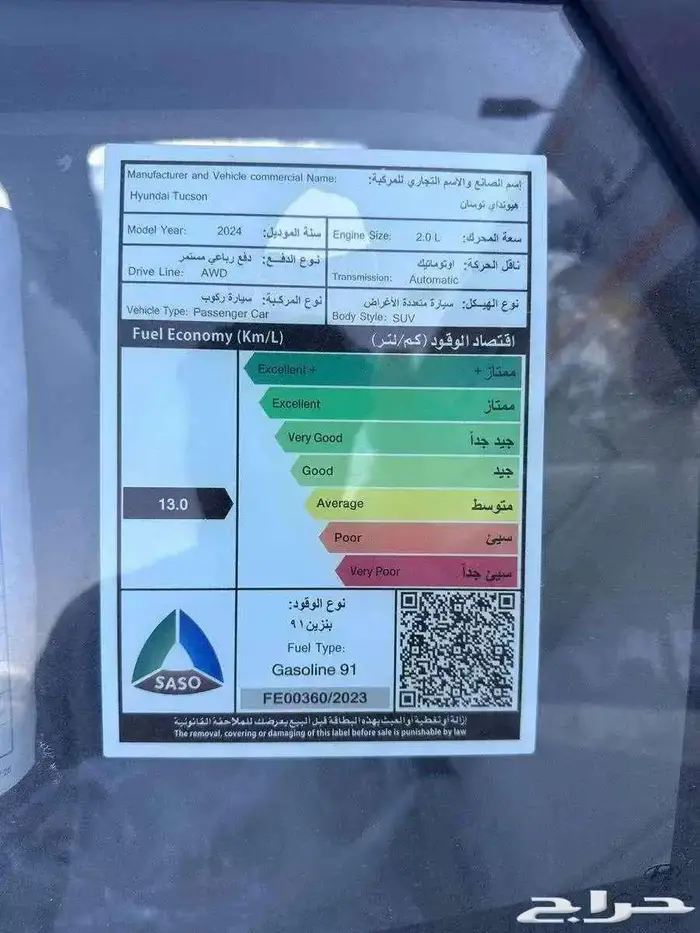 Manufacturer and Vehicle commercial Name: إسم الصانع والاسم التجاري للمركبة:
Hyundai Tucson هيونداي توسان
Model Year: 2024 سنة الموديل:
Engine Size: 2.0 L سعة المحرك:
نوع الدفع: دفع رباعي مستمر
Drive Line: AWD
ناقل الحركة: اوتوماتيك
Transmission: Automatic
نوع المركبة: سيارة ركوب
Vehicle Type: Passenger Car
نوع الهيكل: سيارة متعددة الأغراض
Body Style: SUV
Fuel Economy (Km/L) اقتصاد الوقود (كم/لتر)
Excellent + ممتاز +
Excellent ممتاز
Very Good جيد جداً
Good جيد
13.0 Average متوسط
Poor سيئ
Very Poor سيئ جداً
نوع الوقود:
بنزين ٩١
Fuel Type:
Gasoline 91
FE00360/2023
SASO
إزالة أو تغطية أو العبث بهذه البطاقة قبل البيع يعرضك للملاحقة القانونية
The removal, covering or damaging of this label before sale is punishable by law
حراج